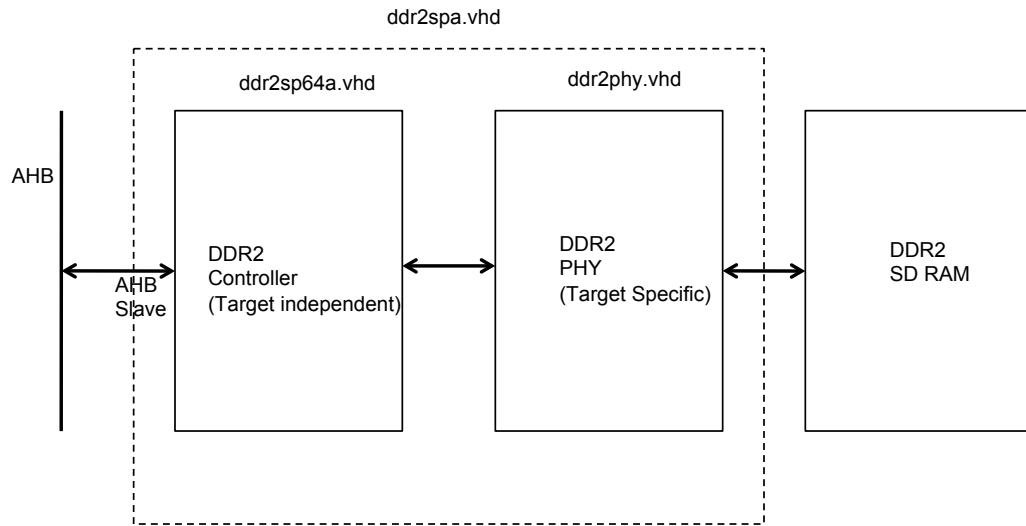 ddr2spa.vhd
ddr2sp64a.vhd
ddr2phy.vhd
AHB
AHB
Slave
DDR2
Controller
(Target independent)
DDR2
PHY
(Target Specific)
DDR2
SD RAM